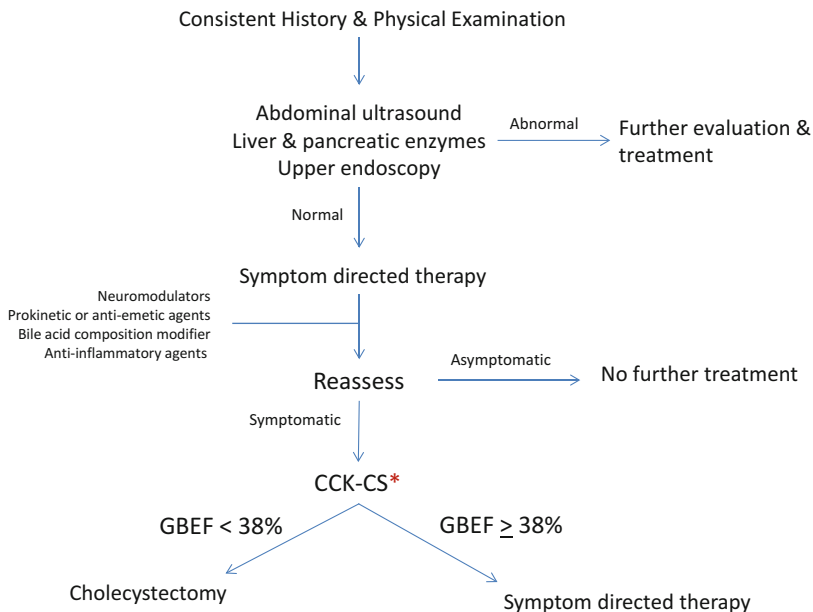 Consistent History & Physical Examination
Abdominal ultrasound
Liver & pancreatic enzymes
Upper endoscopy
Abnormal
Further evaluation &
treatment
Normal
Symptom directed therapy
Neuromodulators
Prokinetic or anti-emetic agents
Bile acid composition modifier
Anti-inflammatory agents
Reassess
Asymptomatic
No further treatment
Symptomatic
CCK-CS*
GBEF < 38%
GBEF ≥ 38%
Cholecystectomy
Symptom directed therapy